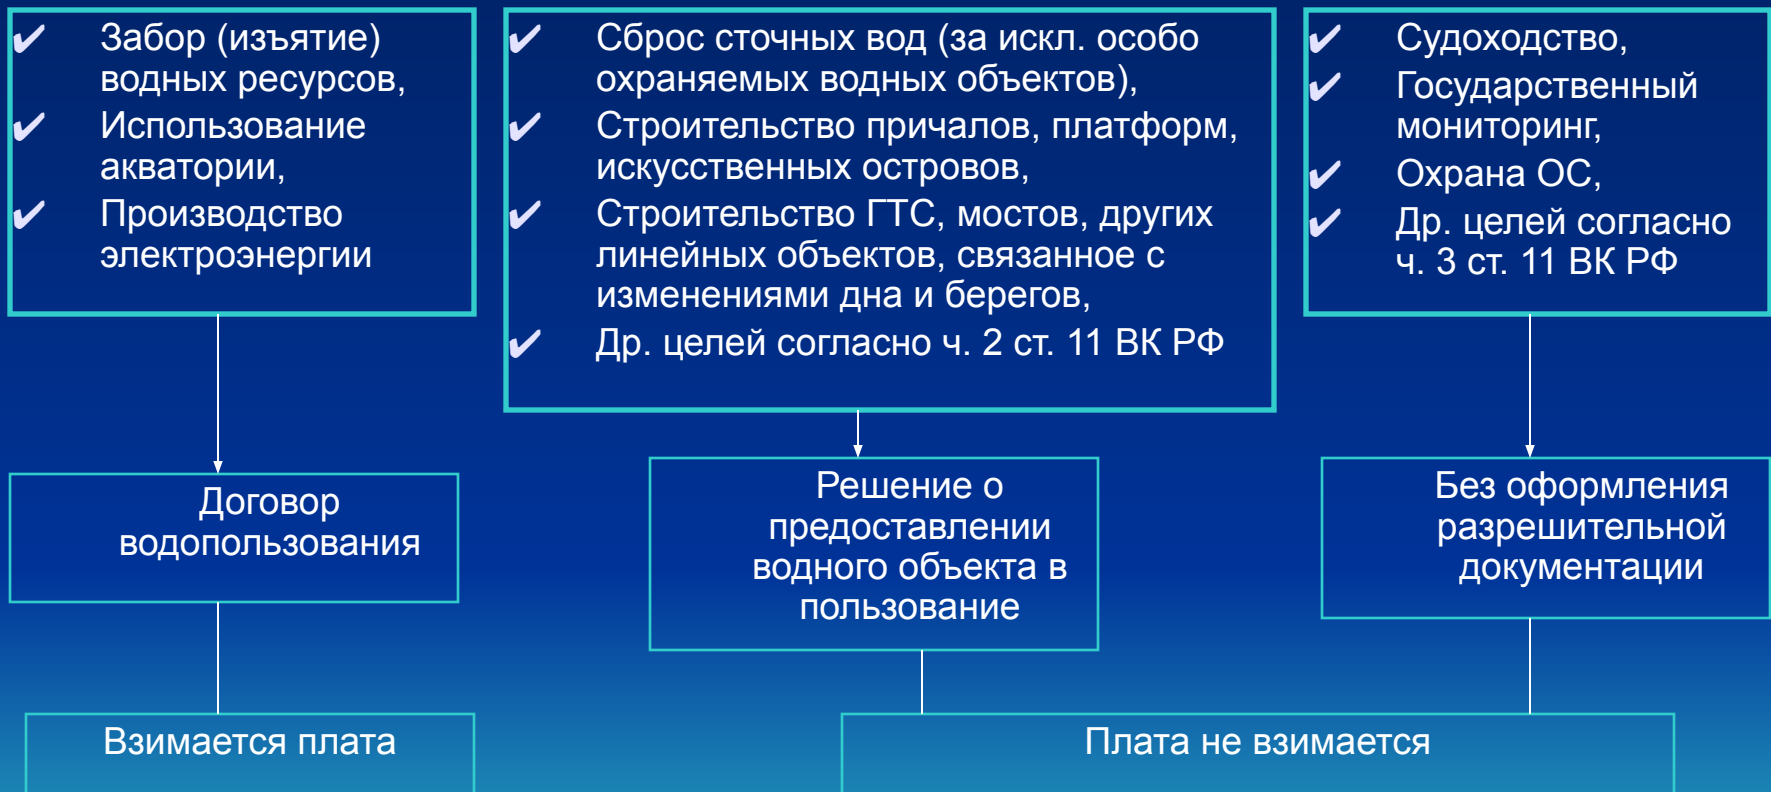 ✔ Забор (изъятие)
водных ресурсов,
✔ Использование
акватории,
✔ Производство
электроэнергии
✔ Сброс сточных вод (за искл. особо
охраняемых водных объектов),
✔ Строительство причалов, платформ,
искусственных островов,
✔ Строительство ГТС, мостов, других
линейных объектов, связанное с
изменениями дна и берегов,
✔ Др. целей согласно ч. 2 ст. 11 ВК РФ
✔ Судоходство,
✔ Государственный
мониторинг,
✔ Охрана ОС,
✔ Др. целей согласно
ч. 3 ст. 11 ВК РФ
Договор
водопользования
Решение о
предоставлении
водного объекта в
пользование
Без оформления
разрешительной
документации
Взимается плата
Плата не взимается